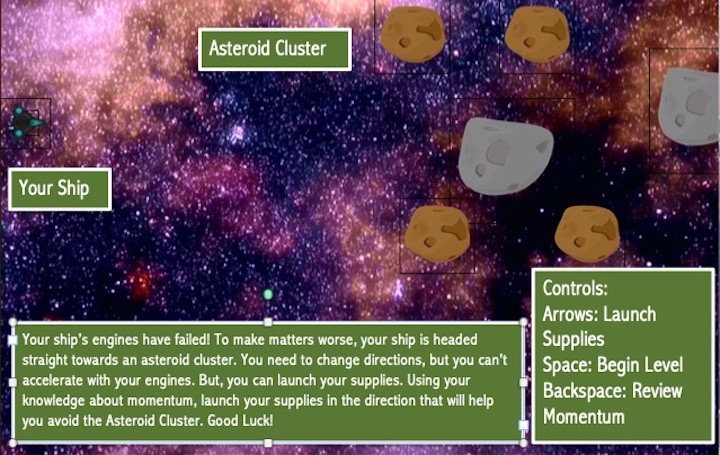 Asteroid Cluster
Your Ship
Your ship's engines have failed! To make matters worse, your ship is headed
straight towards an asteroid cluster. You need to change directions, but you can't
accelerate with your engines. But, you can launch your supplies. Using your
knowledge about momentum, launch your supplies in the direction that will help
you avoid the Asteroid Cluster. Good Luck!
Controls:
Arrows: Launch
Supplies
Space: Begin Level
Backspace: Review
Momentum